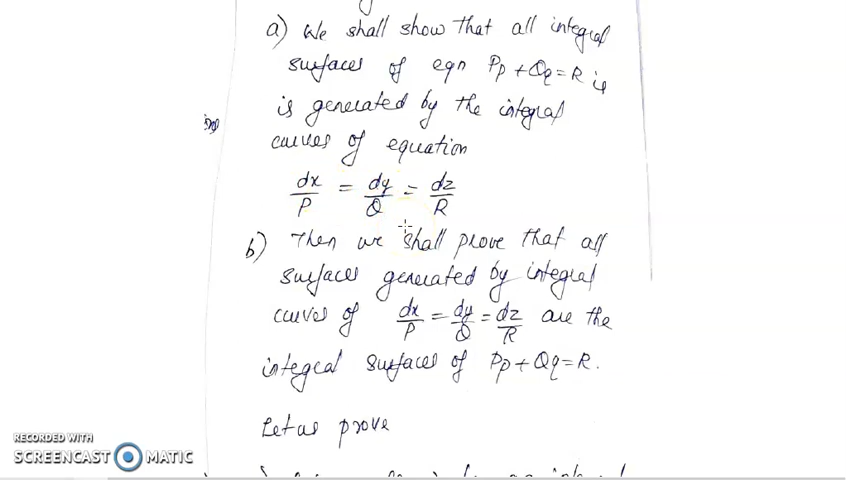 a) We shall show that all integral
surfaces of eqn Pp + Qq = R is
is generated by the integral
curves of equation
dx/P = dy/Q = dz/R
b) Then we shall prove that all
surfaces generated by integral
curves of dx/P = dy/Q = dz/R are the
integral surfaces of Pp + Qq = R.
Let us prove
RECORDED WITH
SCREENCAST MATIC